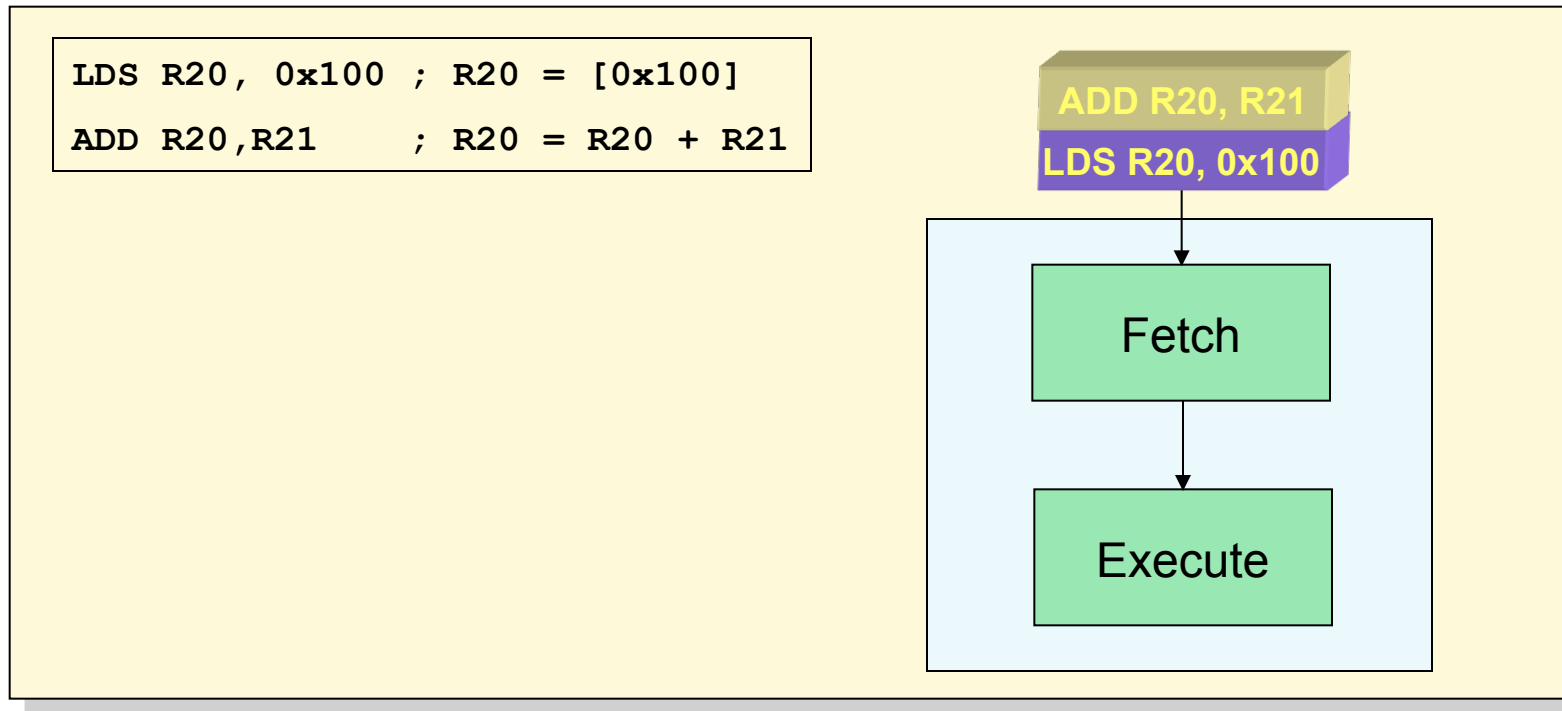 LDS R20, 0x100 ; R20 = [0x100]
ADD R20,R21 ; R20 = R20 + R21
ADD R20, R21
LDS R20, 0x100
Fetch
Execute